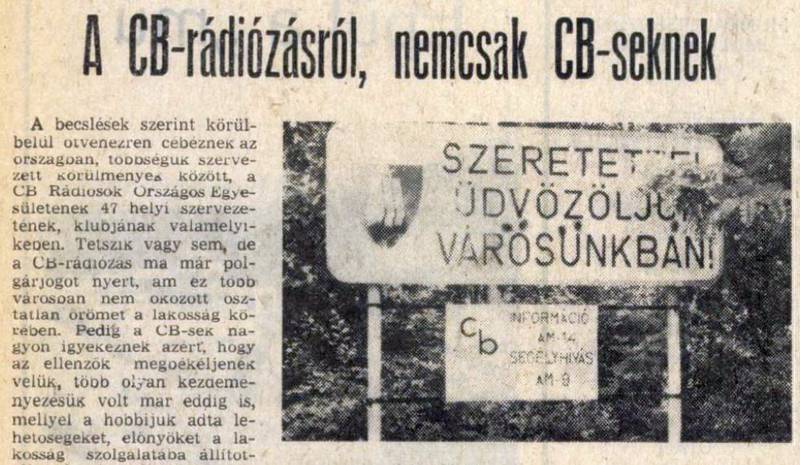 A CB-rádiózásról, nemcsak CB-seknek
A becslések szerint körül-
belül ötvenezren cébéznek az
országban, többségük szerve-
zett körülmények között, a
CB Rádiósok Országos Egye-
sületének 47 helyi szerveze-
tének, klubjának valamelyi-
kében. Tetszik vagy sem, de
a CB-rádiózás ma már pol-
gárjogot nyert, am ez több
városban nem okozott osz-
tatlan örömet a lakosság kö-
rében. Pedig a CB-sek na-
gyon igyekeznek azért, hogy
az ellenzők megbékéljenek
velük, több olyan kezdemé-
nyezésük volt már eddig is,
mellyel a hobbijuk adta le-
hetőségeket, előnyöket a la-
kosság szolgálatába állítot-
SZERETETTEL
ÜDVÖZÖLJÜK
VÁROSUNKBAN!
cb
INFORMÁCIÓ
AM-14
SEGÉLYHÍVÁS
AM-9